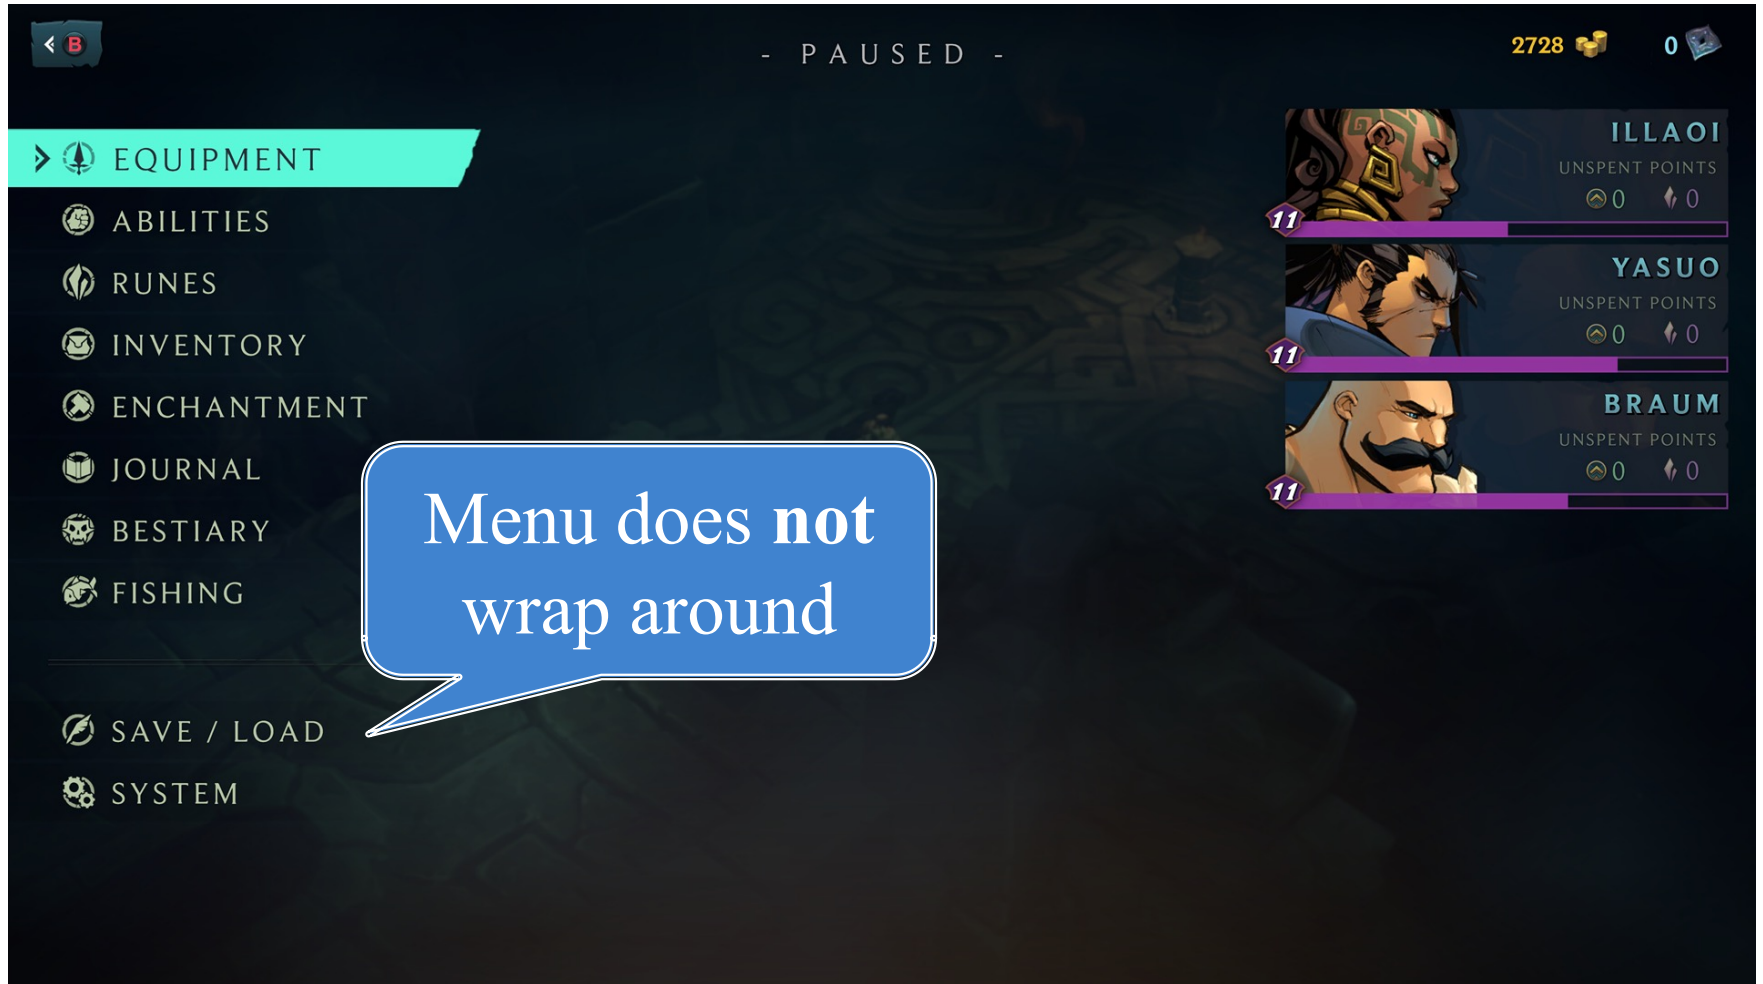 B
- PAUSED -
2728
0
EQUIPMENT
ABILITIES
RUNES
INVENTORY
ENCHANTMENT
JOURNAL
BESTIARY
FISHING
SAVE / LOAD
SYSTEM
Menu does not
wrap around
ILLAOI
UNSPENT POINTS
0 0
11
YASUO
UNSPENT POINTS
0 0
11
BRAUM
UNSPENT POINTS
0 0
11